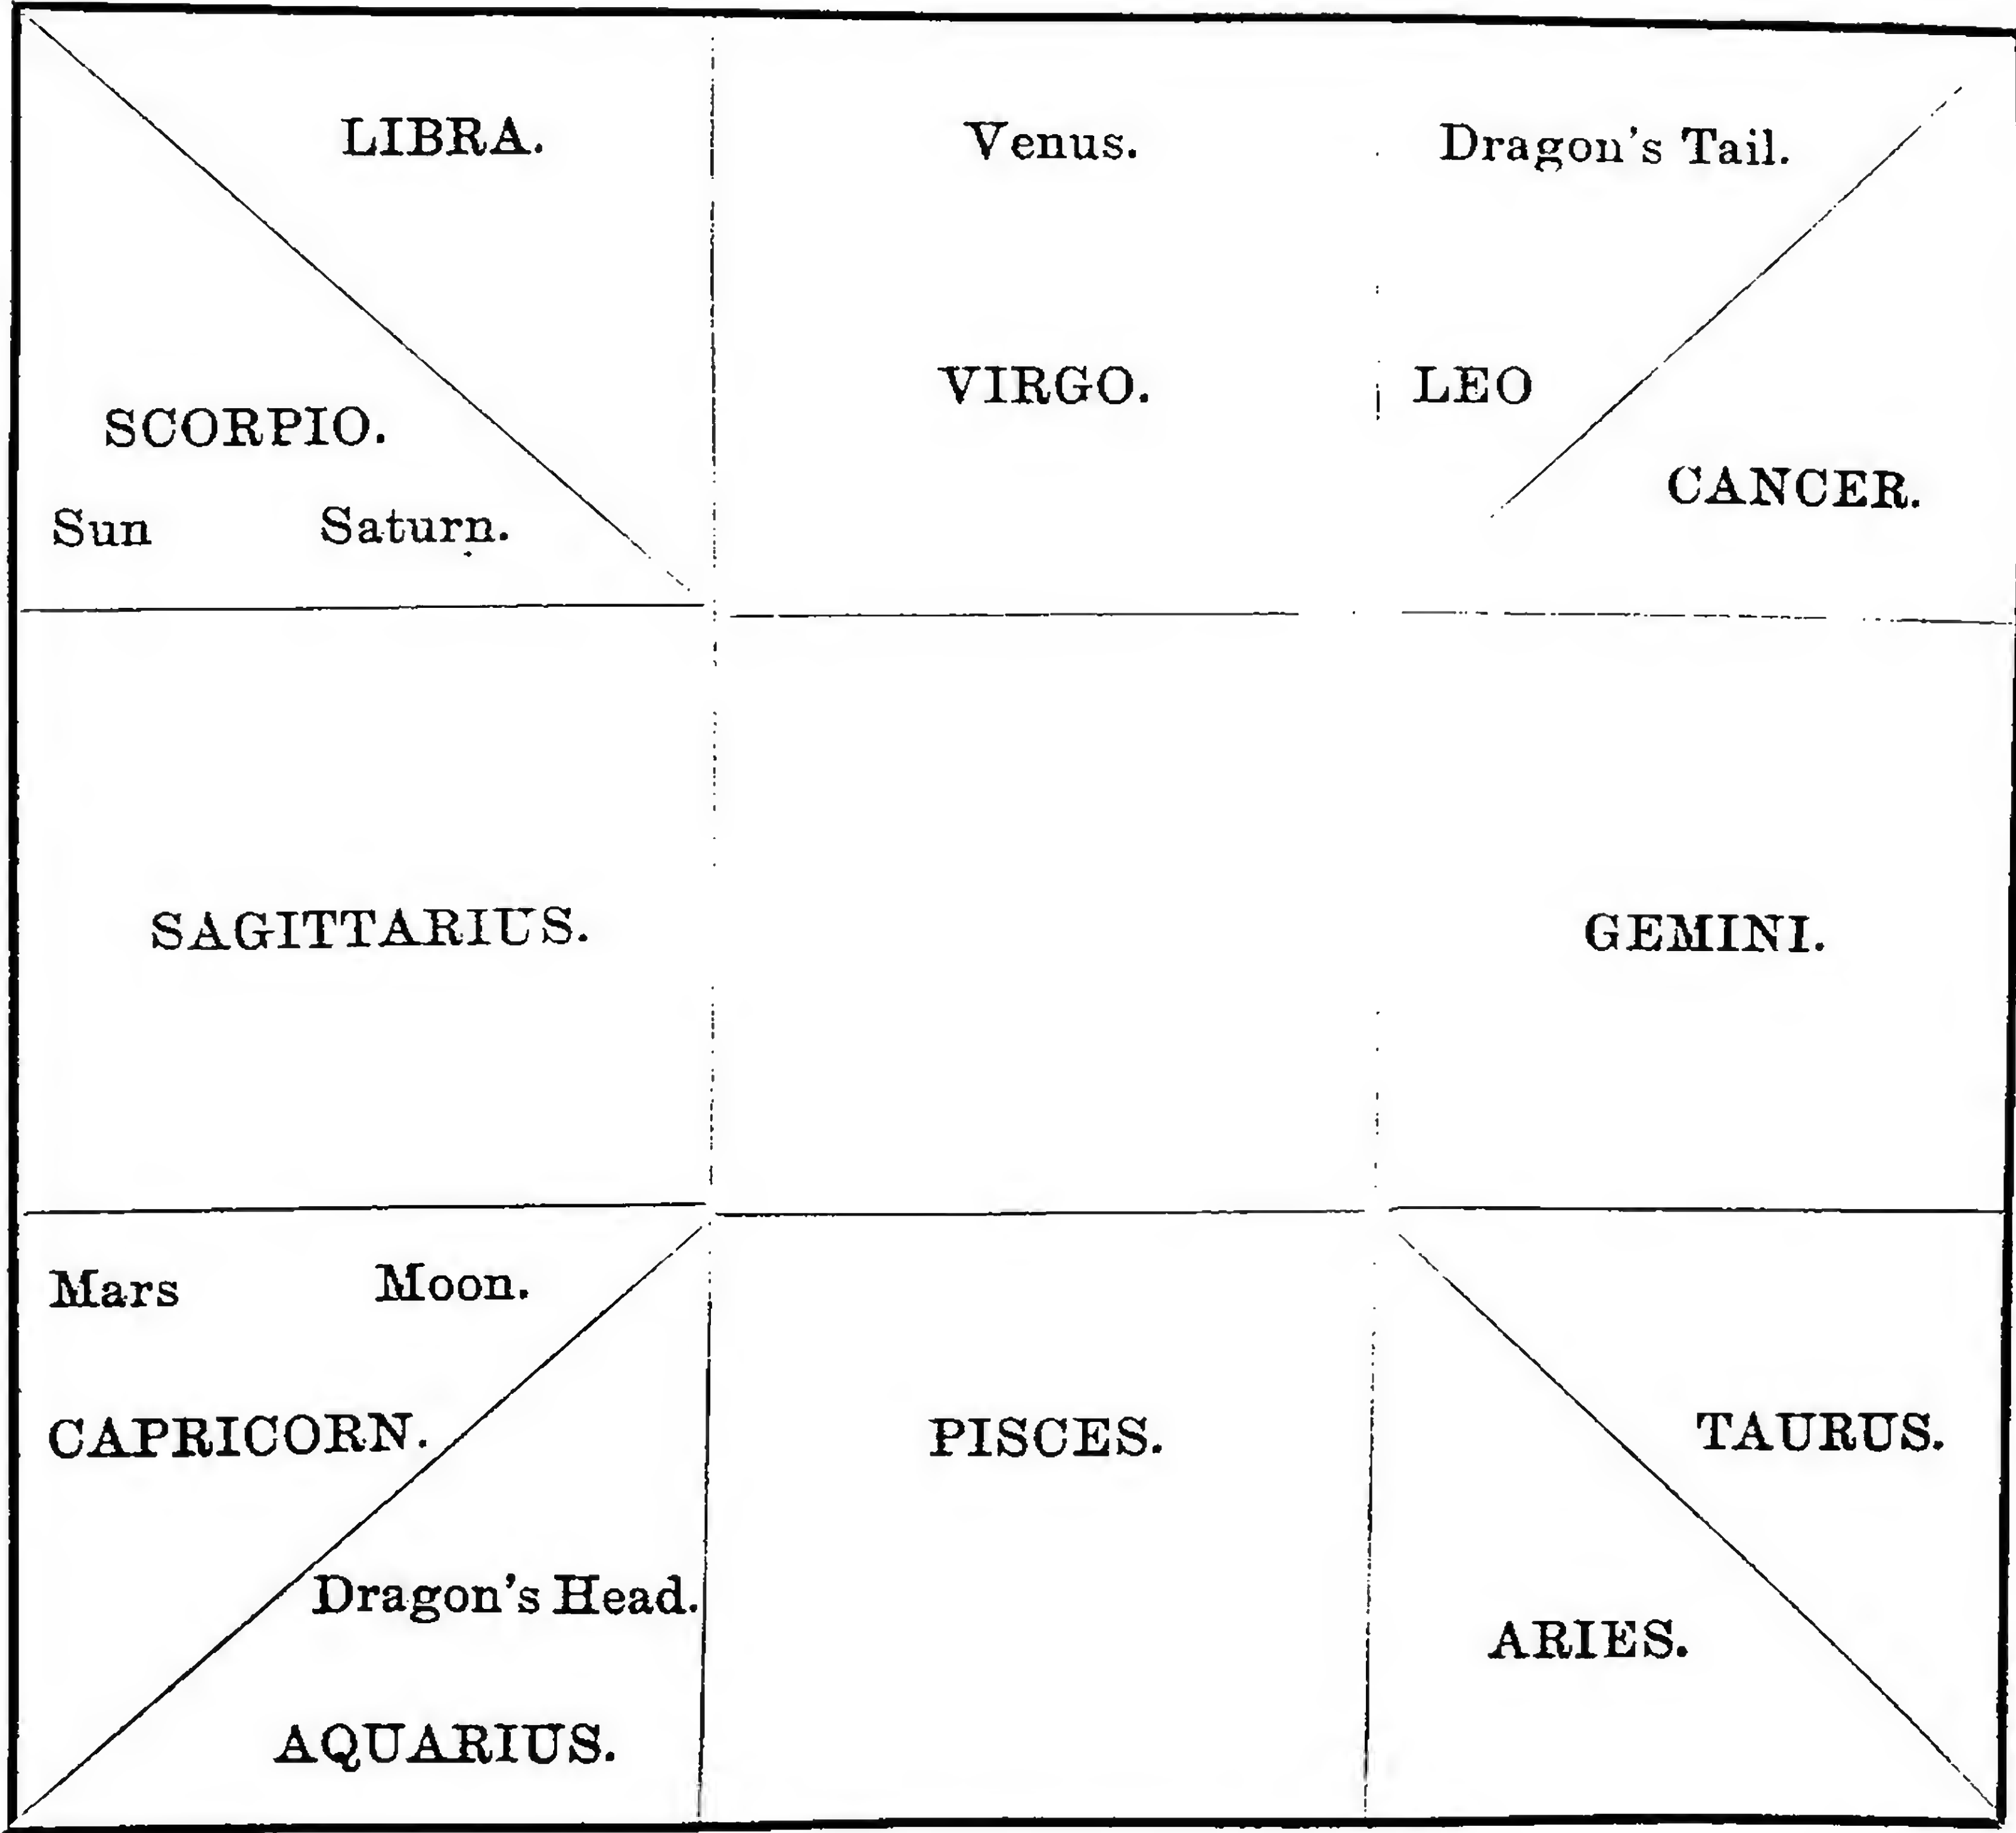 LIBRA.
Venus.
Dragon's Tail.
VIRGO.
LEO
SCORPIO.
CANCER.
Sun Saturn.
SAGITTARIUS.
GEMINI.
Mars Moon.
CAPRICORN.
PISCES.
TAURUS.
Dragon's Head.
ARIES.
AQUARIUS.